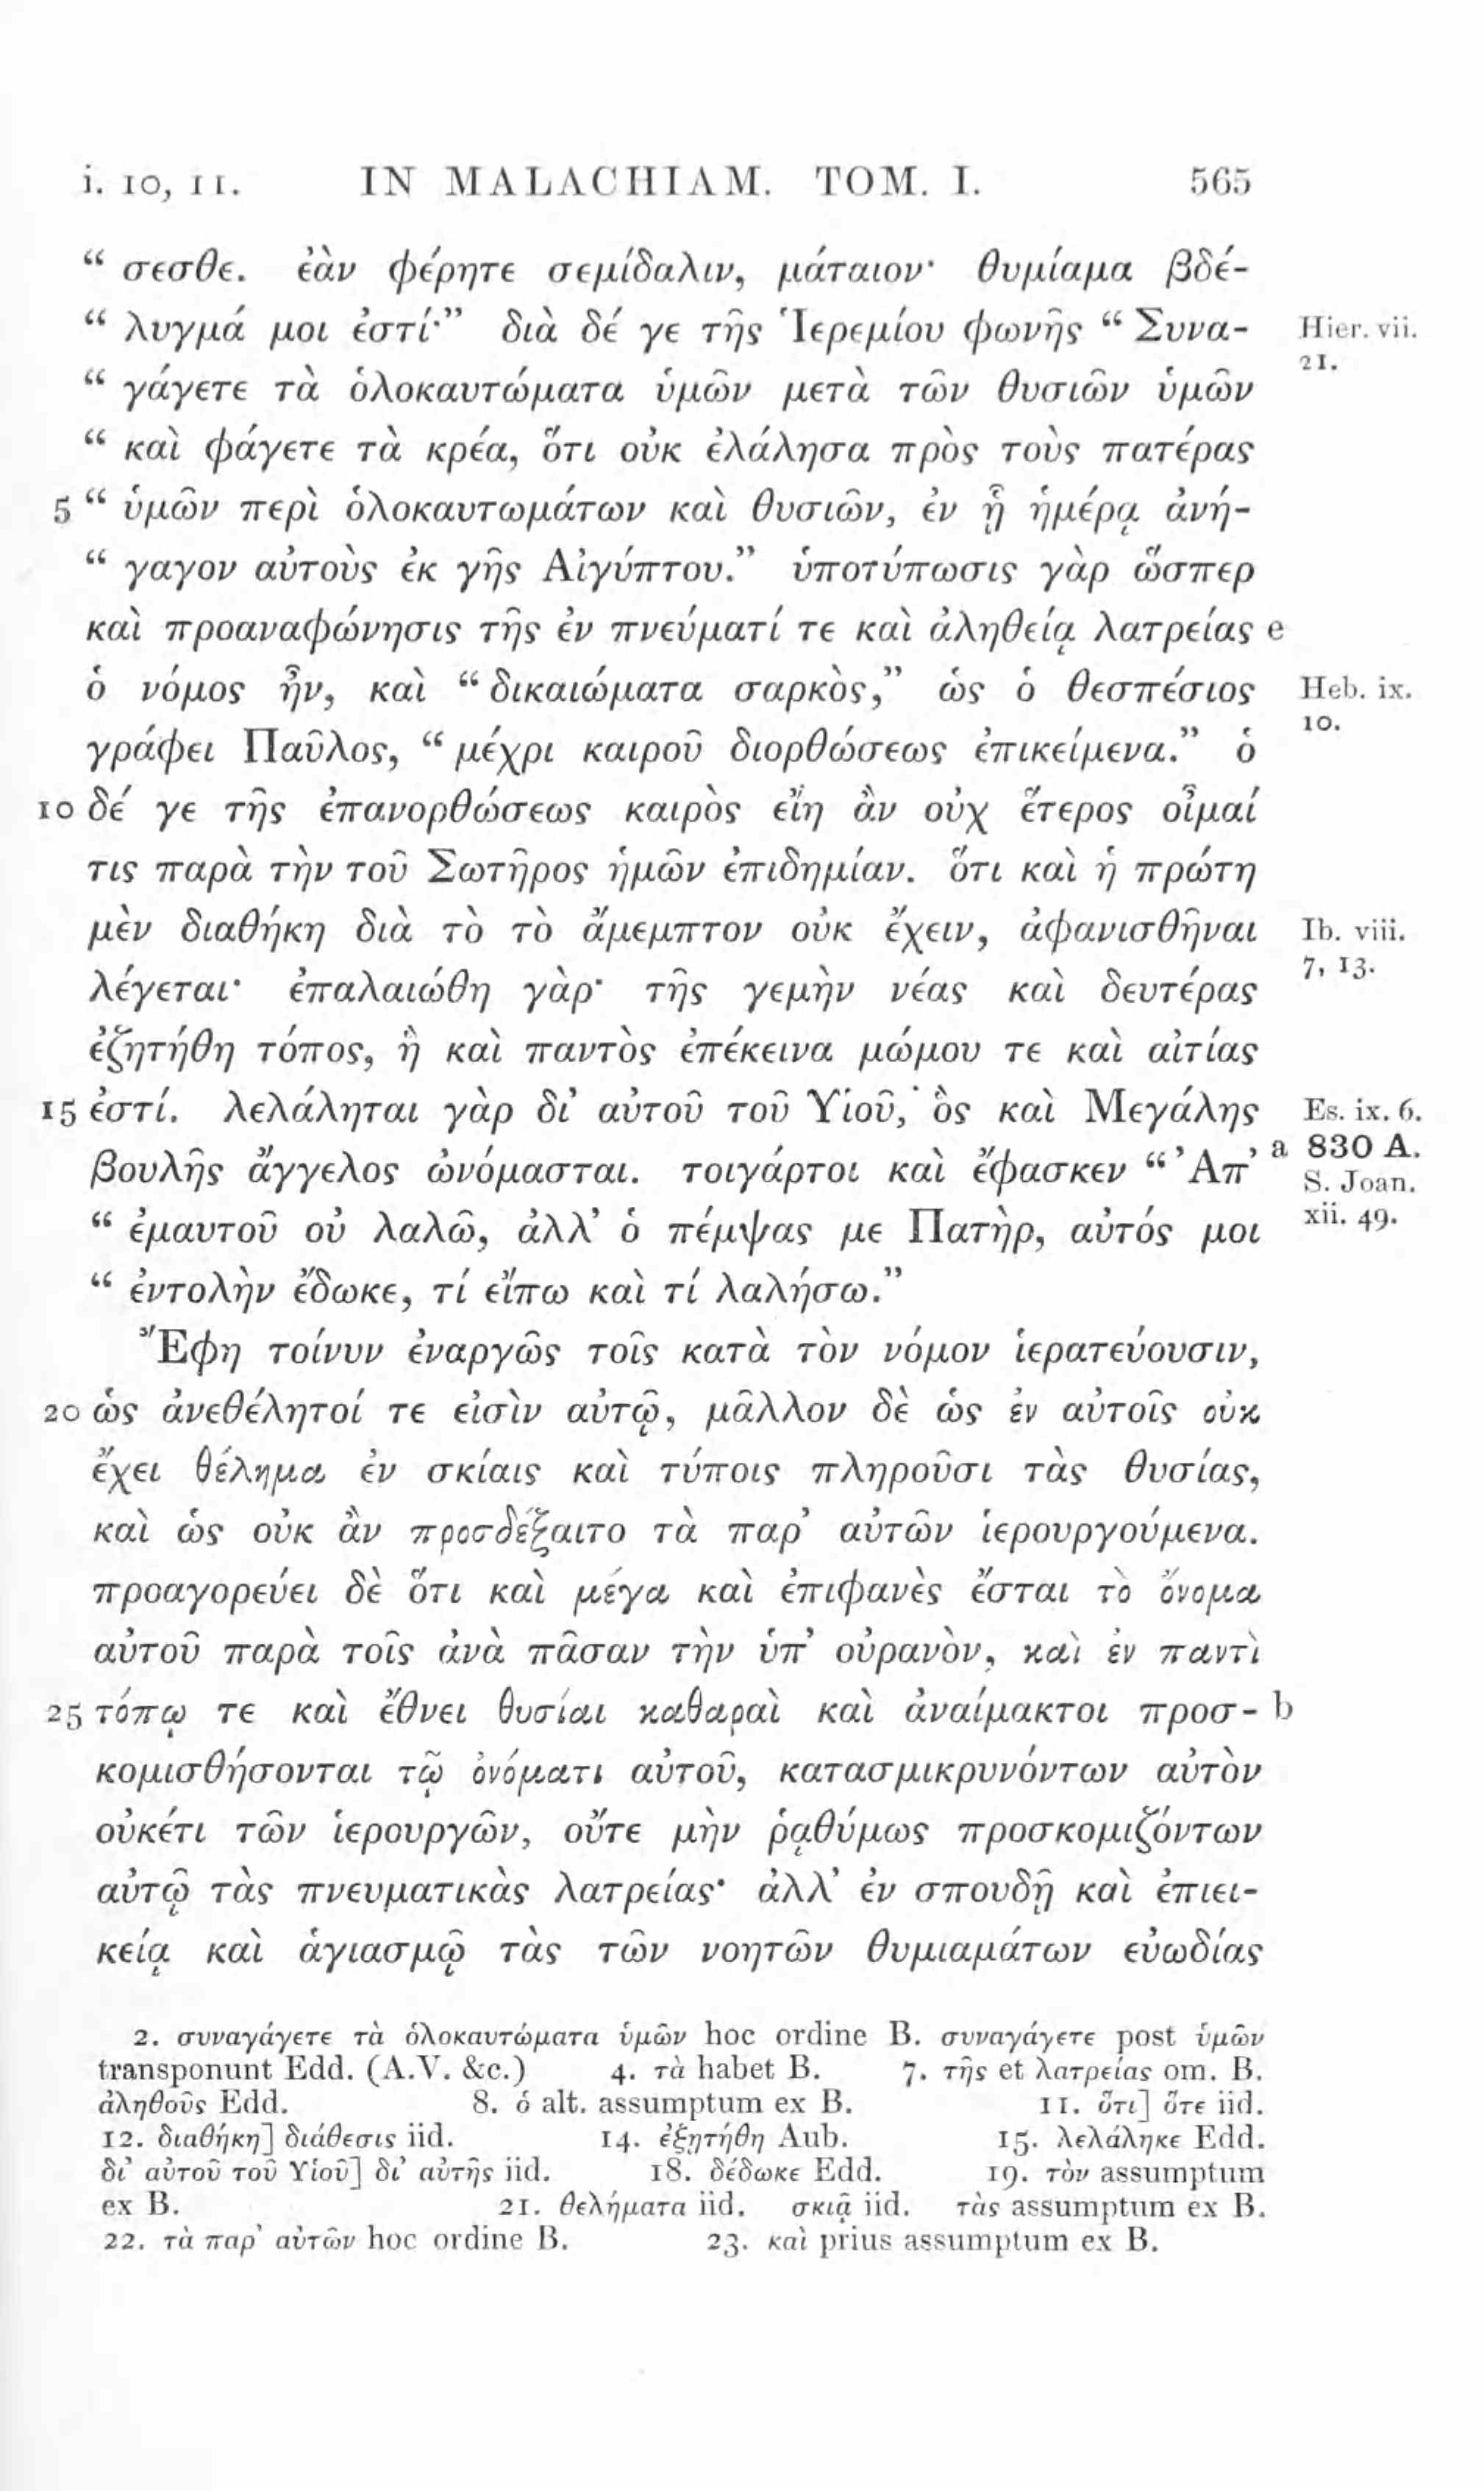 i. 10, 11. IN MALACHIAM. TOM. I. 565
“ σεσθε. ἐὰν φέρητε σεμίδαλιν, μάταιον· θυμίαμα βδέ-
“ λυγμά μοι ἐστί·” διὰ δέ γε τῆς Ἱερεμίου φωνῆς “ Συνα- Hier. vii.
21.
“ γάγετε τὰ ὁλοκαυτώματα ὑμῶν μετὰ τῶν θυσιῶν ὑμῶν
“ καὶ φάγετε τὰ κρέα, ὅτι οὐκ ἐλάλησα πρὸς τοὺς πατέρας
5 “ ὑμῶν περὶ ὁλοκαυτωμάτων καὶ θυσιῶν, ἐν ᾗ ἡμέρᾳ ἀνή-
“ γαγον αὐτοὺς ἐκ γῆς Αἰγύπτου.” ὑποτύπωσις γὰρ ὥσπερ
καὶ προαναφώνησις τῆς ἐν πνεύματί τε καὶ ἀληθείᾳ λατρείας e
ὁ νόμος ἦν, καὶ “ δικαιώματα σαρκὸς,” ὡς ὁ θεσπέσιος Heb. ix.
10.
γράφει Παῦλος, “ μέχρι καιροῦ διορθώσεως ἐπικείμενα.” ὁ
10 δέ γε τῆς ἐπανορθώσεως καιρὸς εἴη ἂν οὐχ ἕτερος οἶμαί
τις παρὰ τὴν τοῦ Σωτῆρος ἡμῶν ἐπιδημίαν. ὅτι καὶ ἡ πρώτη
μὲν διαθήκη διὰ τὸ τὸ ἄμεμπτον οὐκ ἔχειν, ἀφανισθῆναι Ib. viii.
7, 13.
λέγεται· ἐπαλαιώθη γάρ· τῆς γεμὴν νέας καὶ δευτέρας
ἐζητήθη τόπος, ἣ καὶ παντὸς ἐπέκεινα μώμου τε καὶ αἰτίας
15 ἐστί. λελάληται γὰρ δι’ αὐτοῦ τοῦ Υἱοῦ, ὃς καὶ Μεγάλης Es. ix. 6.
βουλῆς ἄγγελος ὠνόμασται. τοιγάρτοι καὶ ἔφασκεν “ Ἀπ’ a 830 A.
S. Joan.
“ ἐμαυτοῦ οὐ λαλῶ, ἀλλ’ ὁ πέμψας με Πατὴρ, αὐτός μοι xii. 49.
“ ἐντολὴν ἔδωκε, τί εἴπω καὶ τί λαλήσω.”
Ἔφη τοίνυν ἐναργῶς τοῖς κατὰ τὸν νόμον ἱερατεύουσιν,
20 ὡς ἀνεθέλητοί τε εἰσὶν αὐτῷ, μᾶλλον δὲ ὡς ἐν αὐτοῖς οὐκ
ἔχει θέλημα ἐν σκίαις καὶ τύποις πληροῦσι τὰς θυσίας,
καὶ ὡς οὐκ ἂν προσδέξαιτο τὰ παρ’ αὐτῶν ἱερουργούμενα.
προαγορεύει δὲ ὅτι καὶ μέγα καὶ ἐπιφανὲς ἔσται τὸ ὄνομα
αὐτοῦ παρὰ τοῖς ἀνὰ πᾶσαν τὴν ὑπ’ οὐρανὸν, καὶ ἐν παντὶ
25 τόπῳ τε καὶ ἔθνει θυσίαι καθαραὶ καὶ ἀναίμακτοι προσ- b
κομισθήσονται τῷ ὀνόματι αὐτοῦ, κατασμικρυνόντων αὐτὸν
οὐκέτι τῶν ἱερουργῶν, οὔτε μὴν ῥᾳθύμως προσκομιζόντων
αὐτῷ τὰς πνευματικὰς λατρείας· ἀλλ’ ἐν σπουδῇ καὶ ἐπιει-
κείᾳ καὶ ἁγιασμῷ τὰς τῶν νοητῶν θυμιαμάτων εὐωδίας
2. συναγάγετε τὰ ὁλοκαυτώματα ὑμῶν hoc ordine B. συναγάγετε post ὑμῶν
transponunt Edd. (A.V. &c.) 4. τὰ habet B. 7. τῆς et λατρείας om. B.
ἀληθοῦς Edd. 8. ὁ alt. assumptum ex B. 11. ὅτι] ὅτε iid.
12. διαθήκη] διάθεσις iid. 14. ἐξητήθη Aub. 15. λελάληκε Edd.
δι’ αὐτοῦ τοῦ Υἱοῦ] δι’ αὐτῆς iid. 18. δέδωκε Edd. 19. τὸν assumptum
ex B. 21. θελήματα iid. σκιᾷ iid. τὰς assumptum ex B.
22. τὰ παρ’ αὐτῶν hoc ordine B. 23. καὶ prius assumptum ex B.